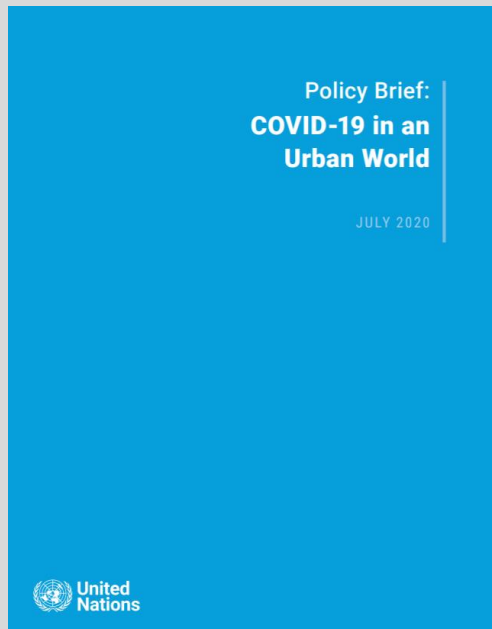 Policy Brief:
COVID-19 in an
Urban World
JULY 2020
United
Nations